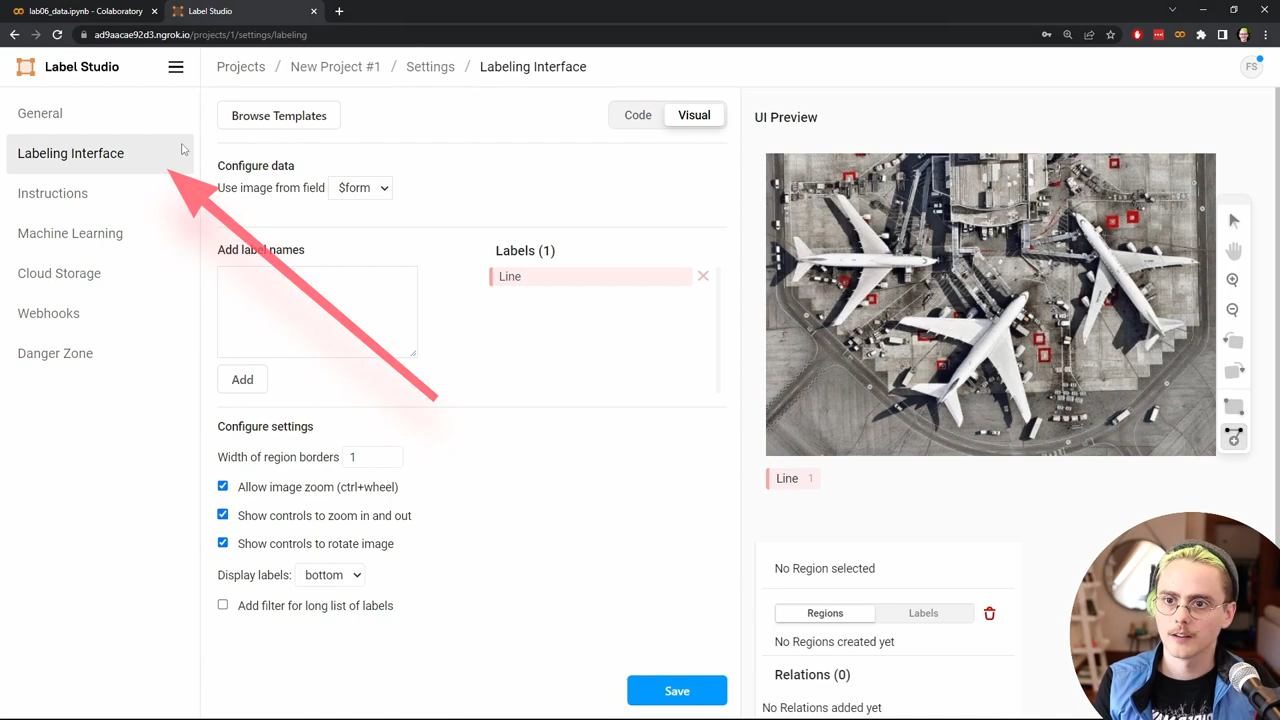 lab06_data.ipynb - Colaboratory
Label Studio
ad9aacae92d3.ngrok.io/projects/1/settings/labeling
Label Studio
Projects / New Project #1 / Settings / Labeling Interface
FS
General
Labeling Interface
Instructions
Machine Learning
Cloud Storage
Webhooks
Danger Zone
Browse Templates
Code
Visual
Configure data
Use image from field $form
Add label names
Labels (1)
Line
Add
Configure settings
Width of region borders 1
Allow image zoom (ctrl+wheel)
Show controls to zoom in and out
Show controls to rotate image
Display labels: bottom
Add filter for long list of labels
Save
UI Preview
Line 1
No Region selected
Regions
Labels
No Regions created yet
Relations (0)
No Relations added yet